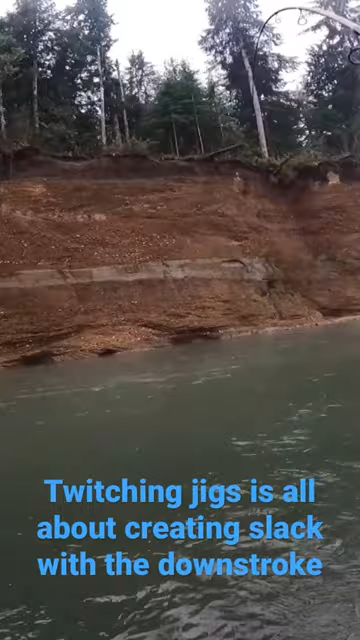 Twitching jigs is all
about creating slack
with the downstroke